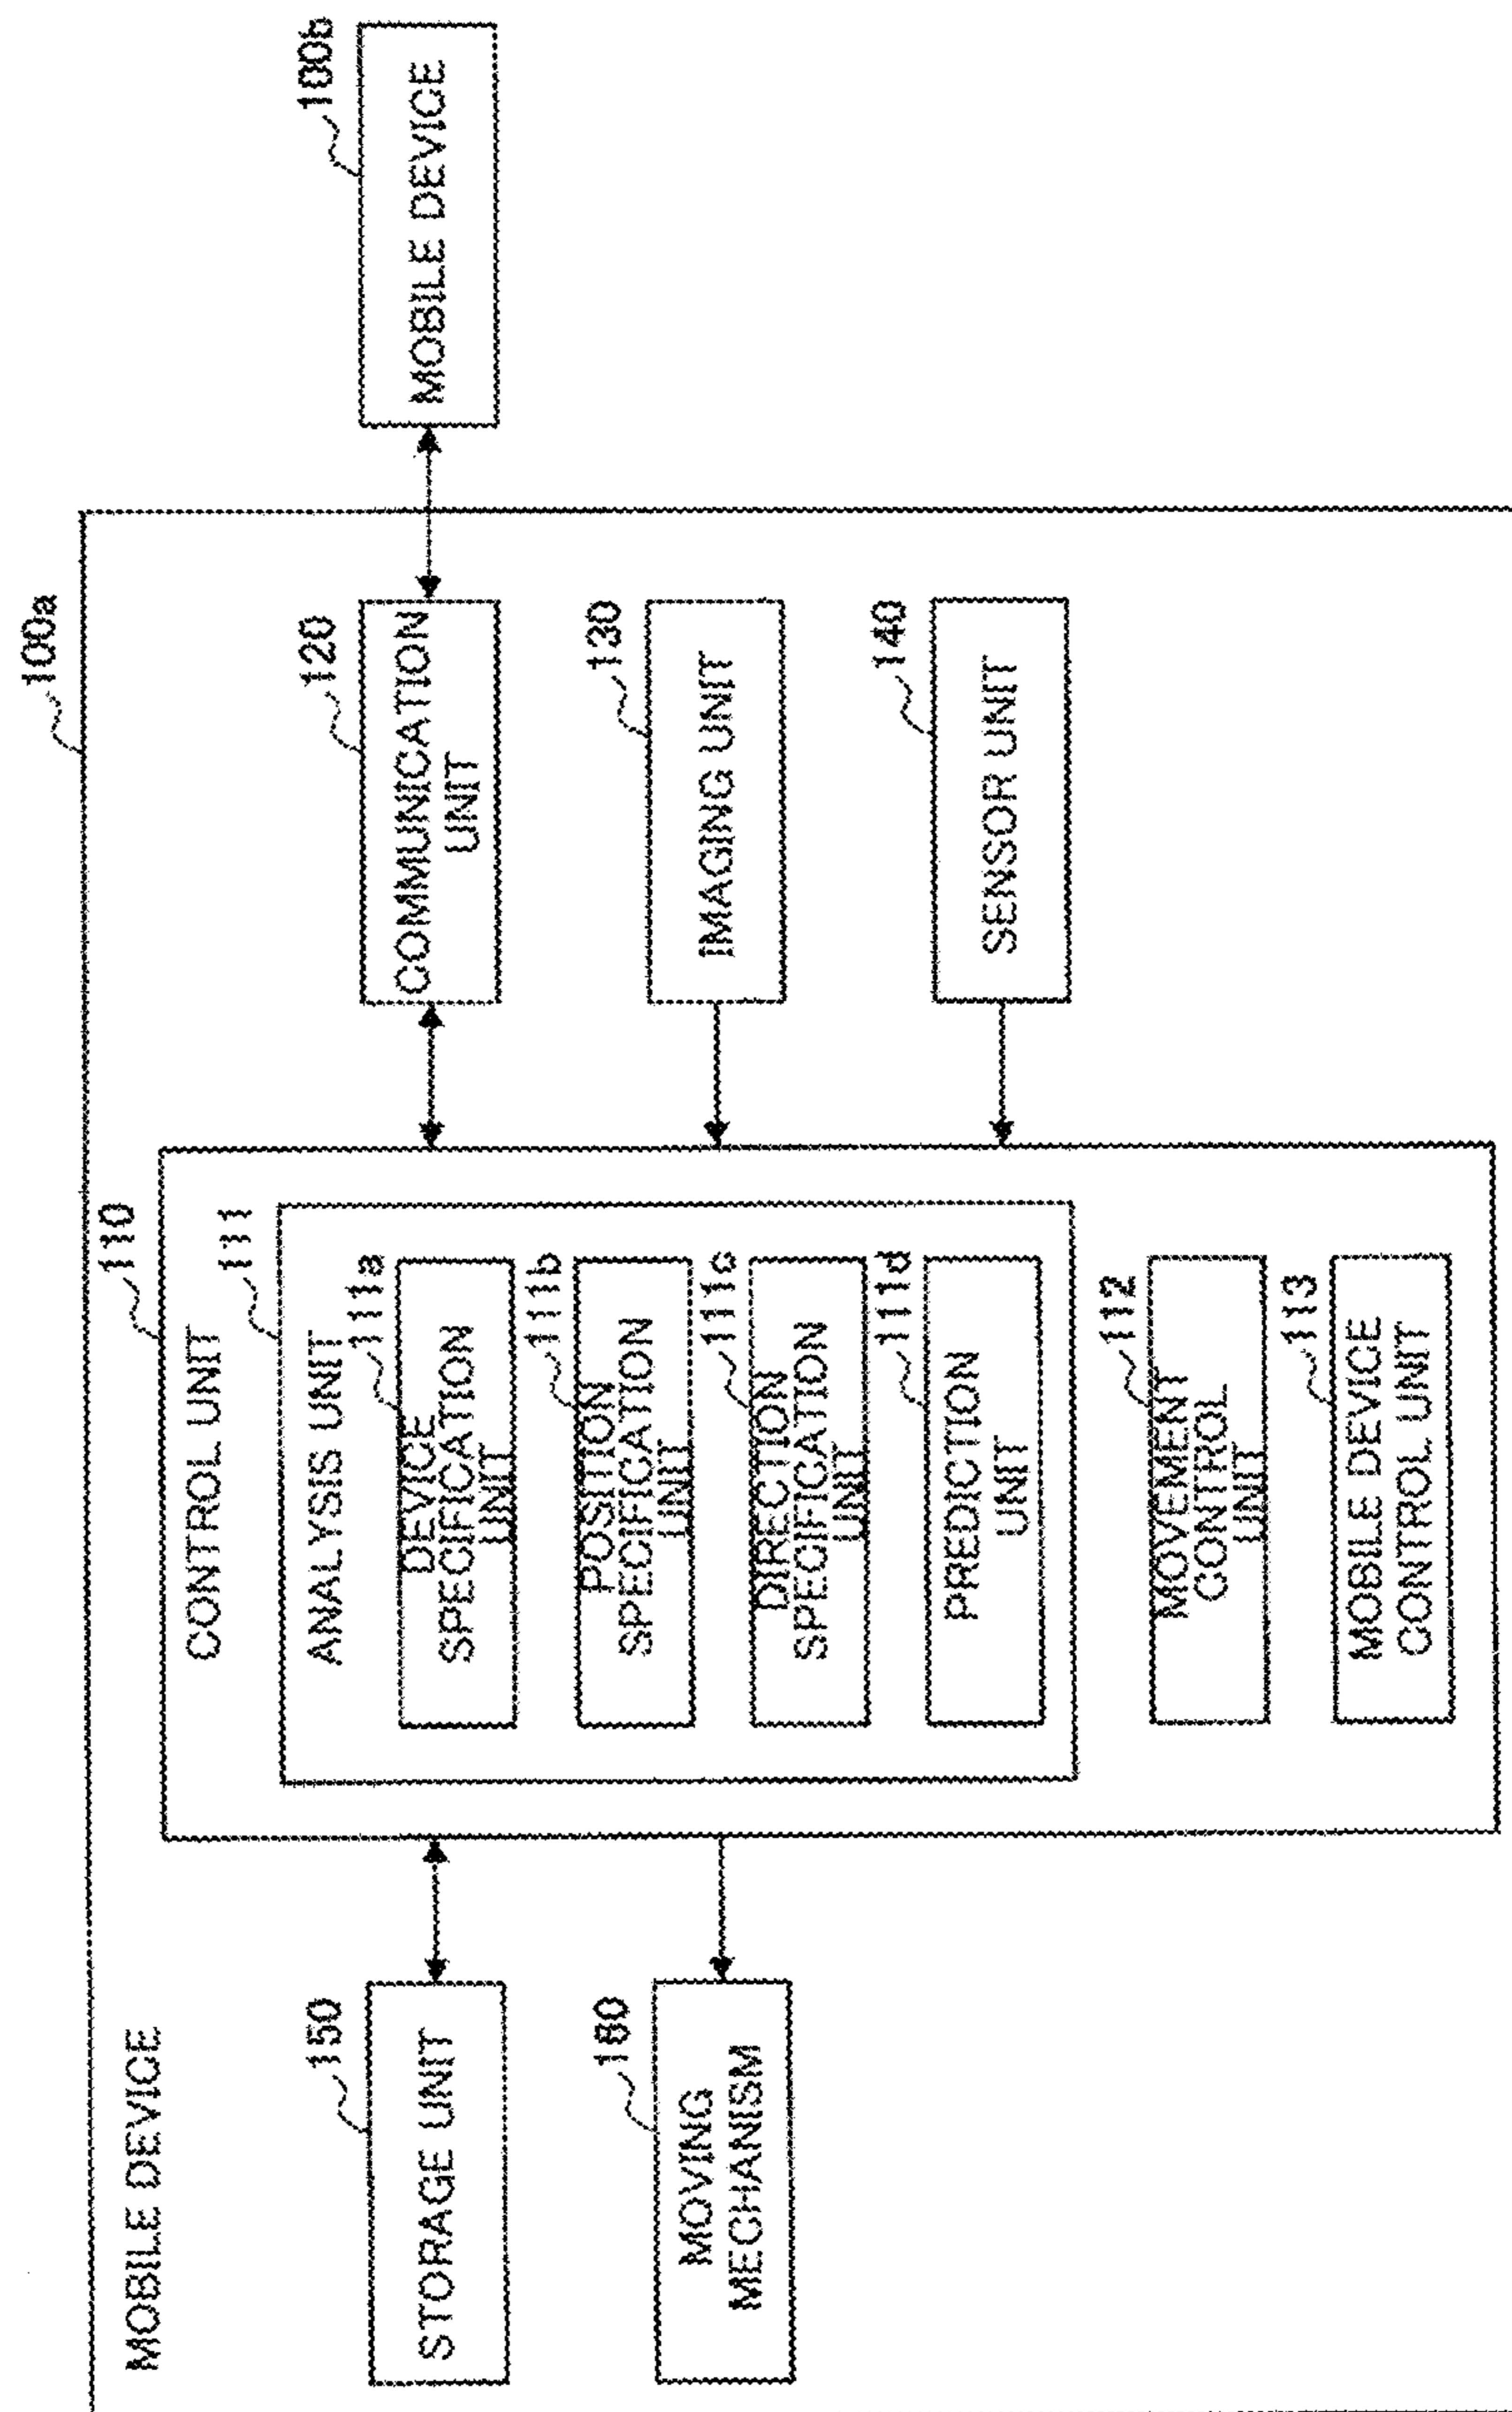 100a
MOBILE DEVICE
110
CONTROL UNIT
111
ANALYSIS UNIT
111a
DEVICE
SPECIFICATION
UNIT
111b
POSITION
SPECIFICATION
UNIT
111c
DIRECTION
SPECIFICATION
UNIT
111d
PREDICTION
UNIT
112
MOVEMENT
CONTROL
UNIT
113
MOBILE DEVICE
CONTROL UNIT
150
STORAGE UNIT
180
MOVING
MECHANISM
120
COMMUNICATION
UNIT
130
IMAGING UNIT
140
SENSOR UNIT
100b
MOBILE DEVICE